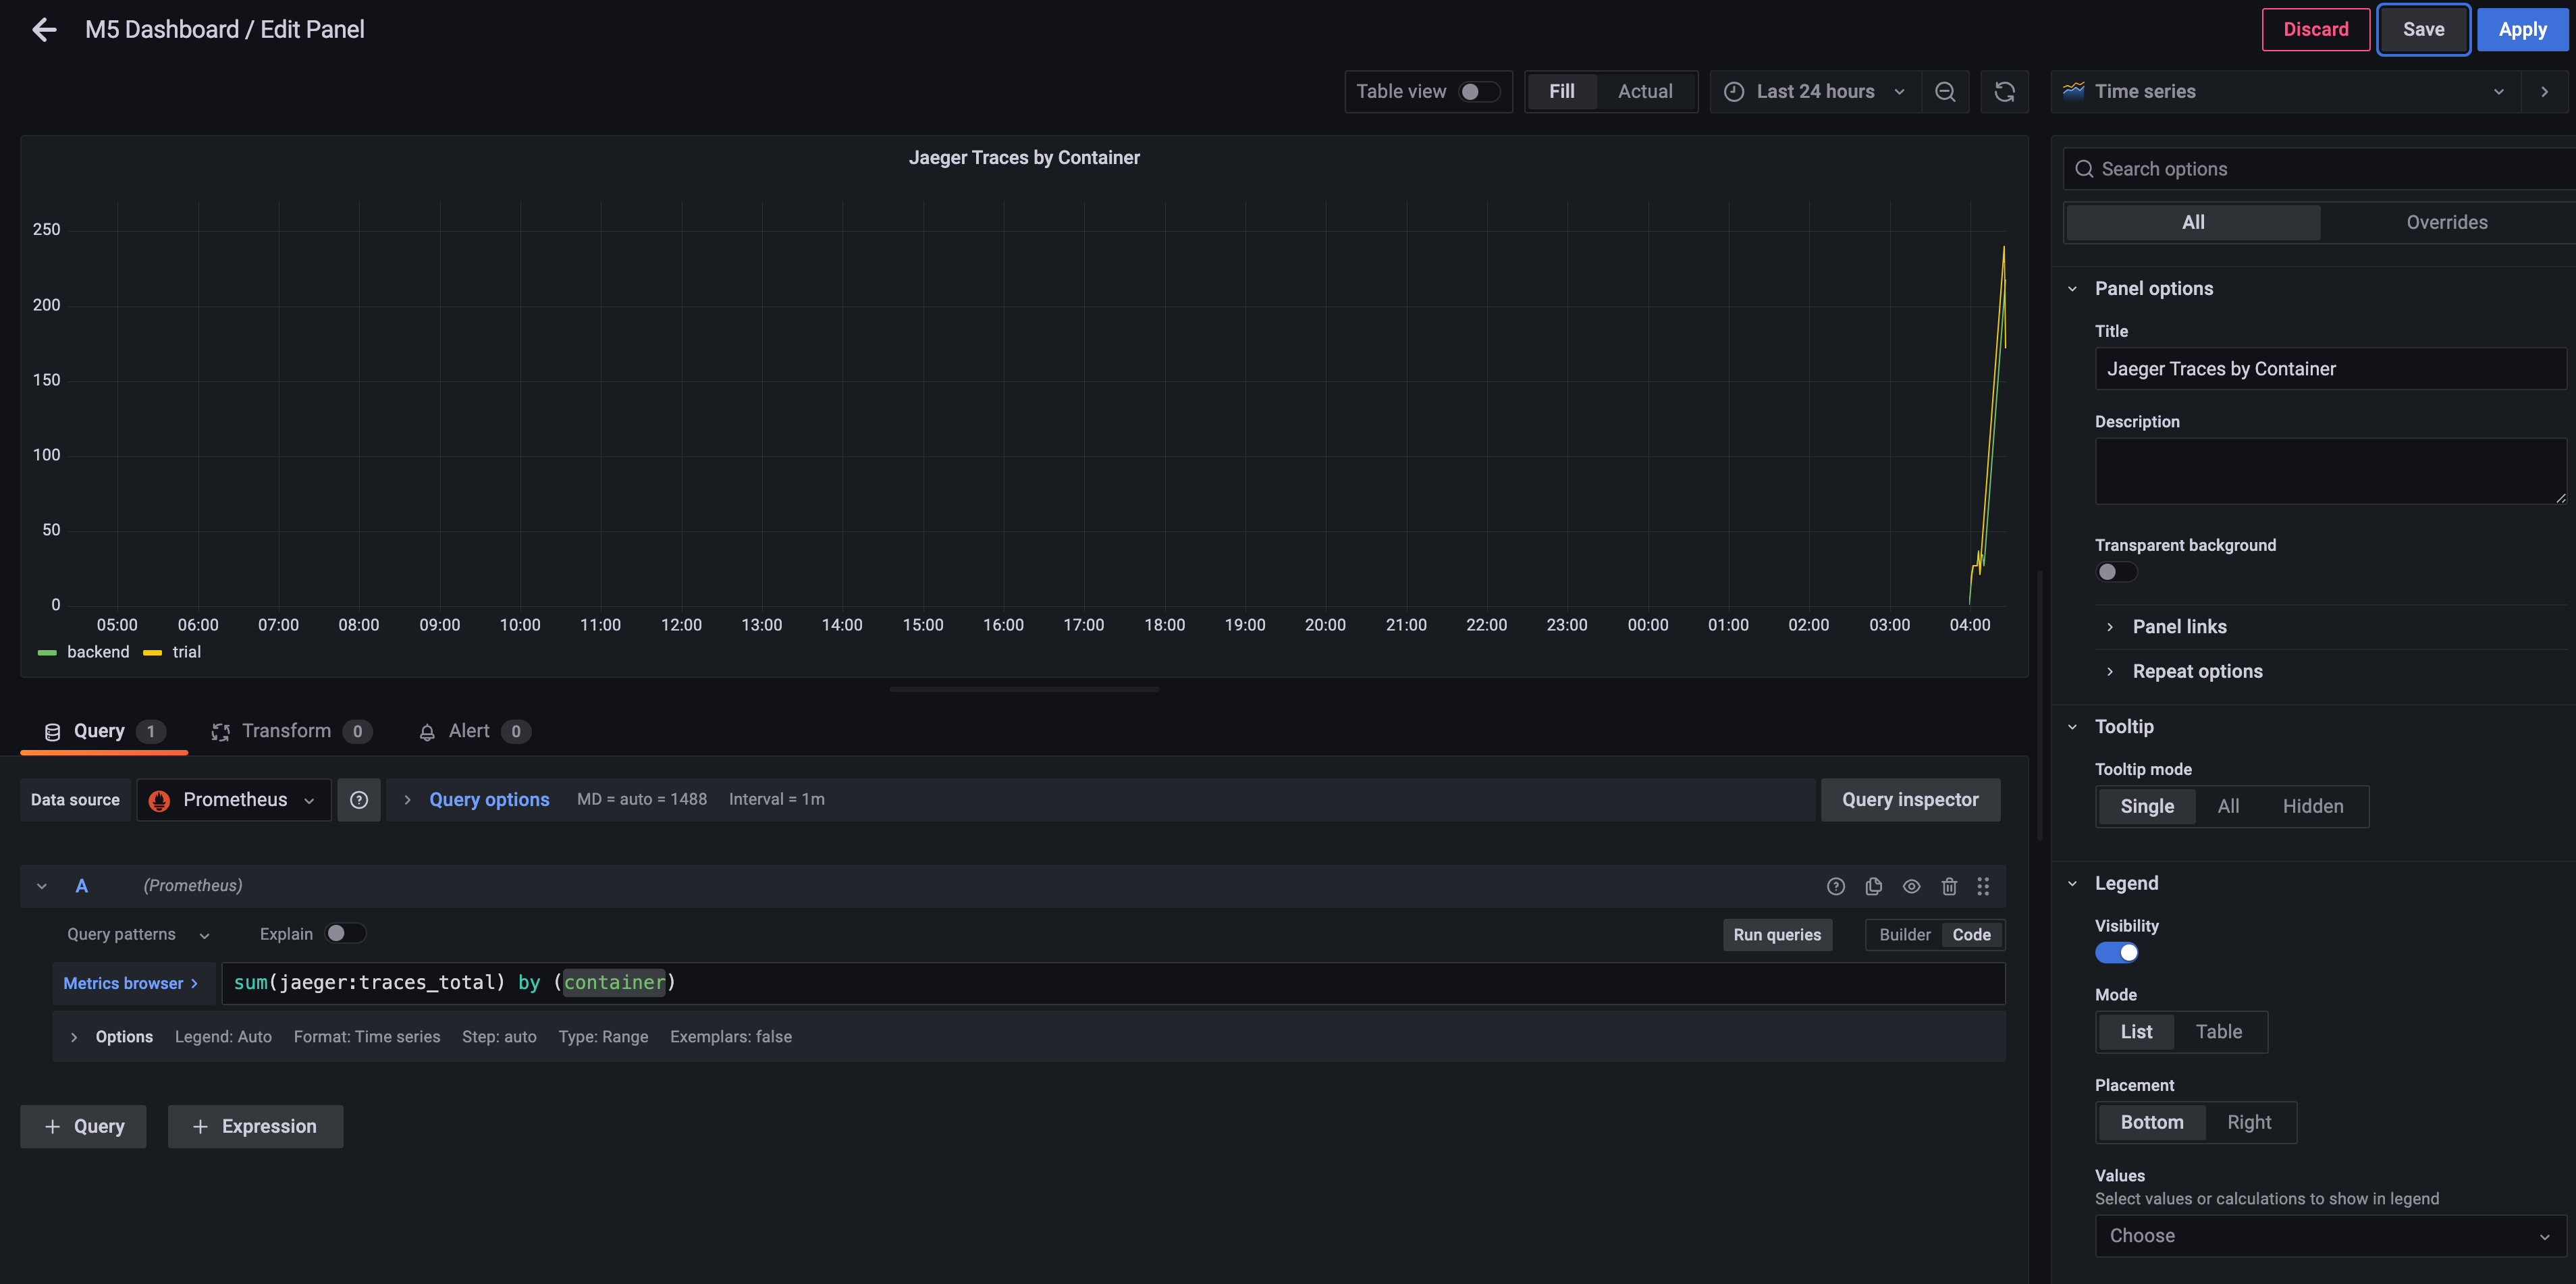 M5 Dashboard / Edit Panel
Discard
Save
Apply
Table view
Fill
Actual
Last 24 hours
Time series
Jaeger Traces by Container
250
200
150
100
50
0
05:00 06:00 07:00 08:00 09:00 10:00 11:00 12:00 13:00 14:00 15:00 16:00 17:00 18:00 19:00 20:00 21:00 22:00 23:00 00:00 01:00 02:00 03:00 04:00
backend trial
Query 1
Transform 0
Alert 0
Data source
Prometheus
Query options
MD = auto = 1488
Interval = 1m
Query inspector
A
(Prometheus)
Query patterns
Explain
Run queries
Builder
Code
Metrics browser >
sum(jaeger:traces_total) by (container)
Options
Legend: Auto
Format: Time series
Step: auto
Type: Range
Exemplars: false
+ Query
+ Expression
Search options
All
Overrides
Panel options
Title
Jaeger Traces by Container
Description
Transparent background
Panel links
Repeat options
Tooltip
Tooltip mode
Single
All
Hidden
Legend
Visibility
Mode
List
Table
Placement
Bottom
Right
Values
Select values or calculations to show in legend
Choose